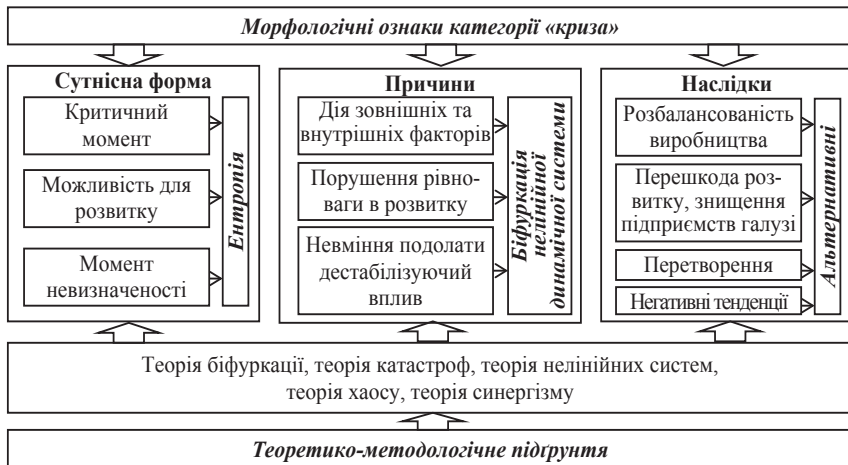 Морфологічні ознаки категорії «криза»
Сутнісна форма
Критичний
момент
Можливість для
розвитку
Момент
невизначеності
Ентропія
Причини
Дія зовнішніх та
внутрішніх факторів
Порушення рівно-
ваги в розвитку
Невміння подолати
дестабілізуючий
вплив
Біфуркація
нелінійної
динамічної системи
Наслідки
Розбалансованість
виробництва
Перешкода роз-
витку, знищення
підприємств галузі
Перетворення
Негативні тенденції
Альтернативні
Теорія біфуркації, теорія катастроф, теорія нелінійних систем,
теорія хаосу, теорія синергізму
Теоретико-методологічне підґрунтя